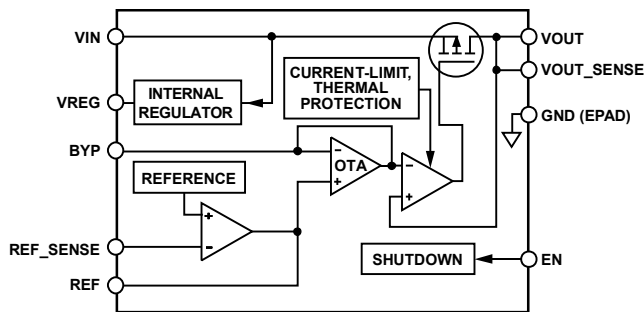 VIN
VREG
BYP
REF_SENSE
REF
INTERNAL
REGULATOR
REFERENCE
+
−
CURRENT-LIMIT,
THERMAL
PROTECTION
−
OTA
+
−
+
SHUTDOWN
VOUT
VOUT_SENSE
GND (EPAD)
EN